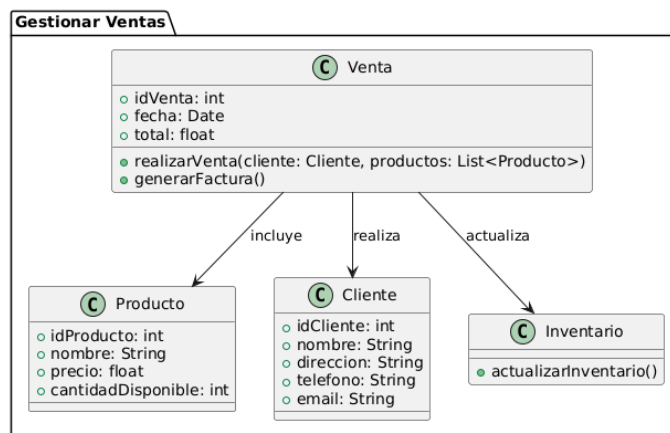 Gestionar Ventas
C Venta
+ idVenta: int
+ fecha: Date
+ total: float
+ realizarVenta(cliente: Cliente, productos: List<Producto>)
+ generarFactura()
incluye
realiza
actualiza
C Producto
idProducto: int
nombre: String
precio: float
cantidadDisponible: int
C Cliente
idCliente: int
nombre: String
direccion: String
telefono: String
email: String
C Inventario
actualizarInventario()